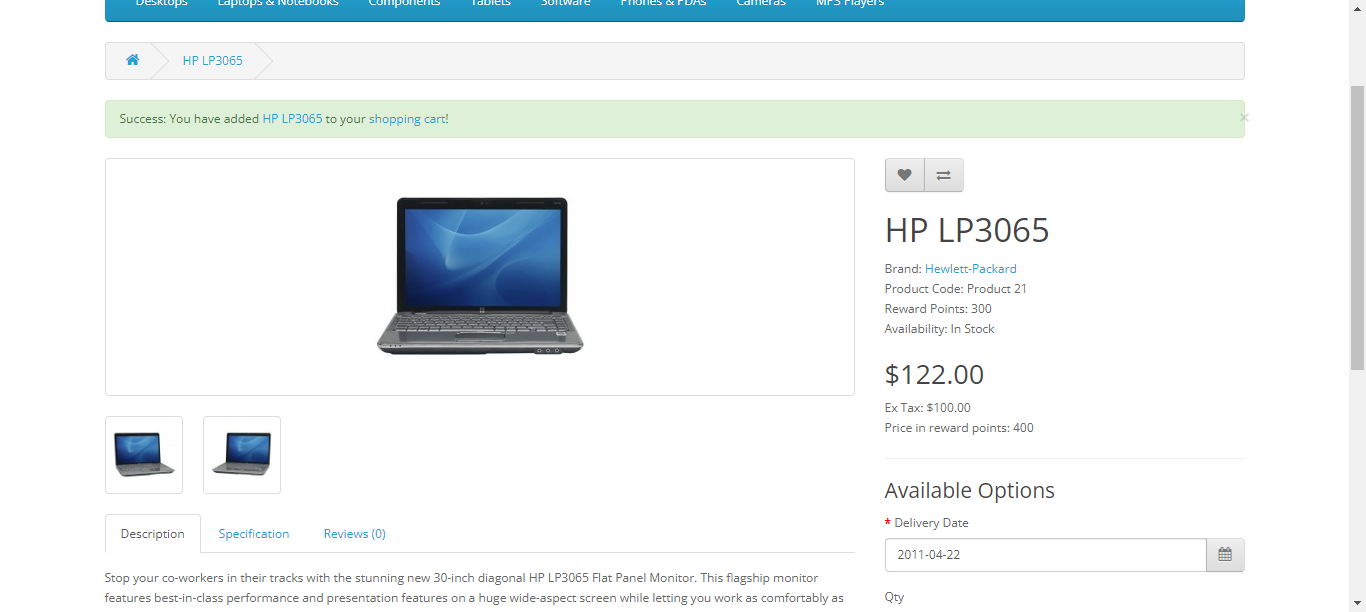 Desktops Laptops & Notebooks Components Tablets Software Phones & PDAs Cameras MP3 Players
HP LP3065
Success: You have added HP LP3065 to your shopping cart!
×
HP LP3065
Brand: Hewlett-Packard
Product Code: Product 21
Reward Points: 300
Availability: In Stock
$122.00
Ex Tax: $100.00
Price in reward points: 400
Available Options
* Delivery Date
2011-04-22
Qty
Description Specification Reviews (0)
Stop your co-workers in their tracks with the stunning new 30-inch diagonal HP LP3065 Flat Panel Monitor. This flagship monitor
features best-in-class performance and presentation features on a huge wide-aspect screen while letting you work as comfortably as